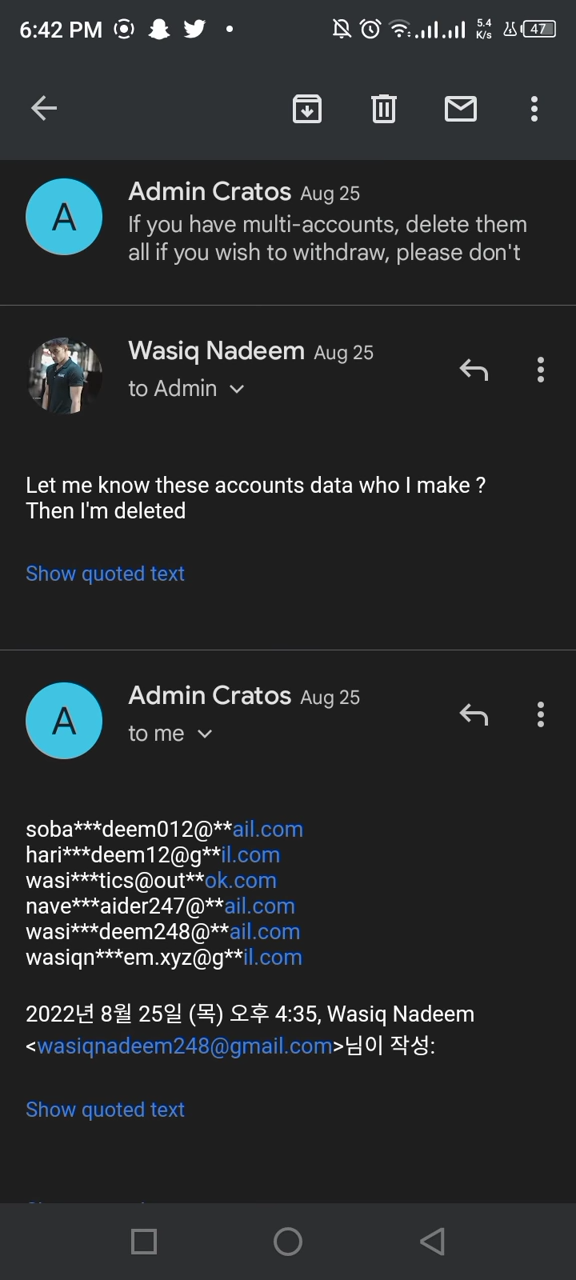 6:42 PM
5.4
K/s
47
Admin Cratos Aug 25
If you have multi-accounts, delete them
all if you wish to withdraw, please don't
A
Wasiq Nadeem Aug 25
to Admin
Let me know these accounts data who I make ?
Then I'm deleted
Show quoted text
Admin Cratos Aug 25
A
to me
soba***deem012@**ail.com
hari***deem12@g**il.com
wasi***tics@out**ok.com
nave***aider247@**ail.com
wasi***deem248@**ail.com
wasiqn***em.xyz@g**il.com
2022년 8월 25일 (목) 오후 4:35, Wasiq Nadeem
<wasiqnadeem248@gmail.com>님이 작성:
Show quoted text